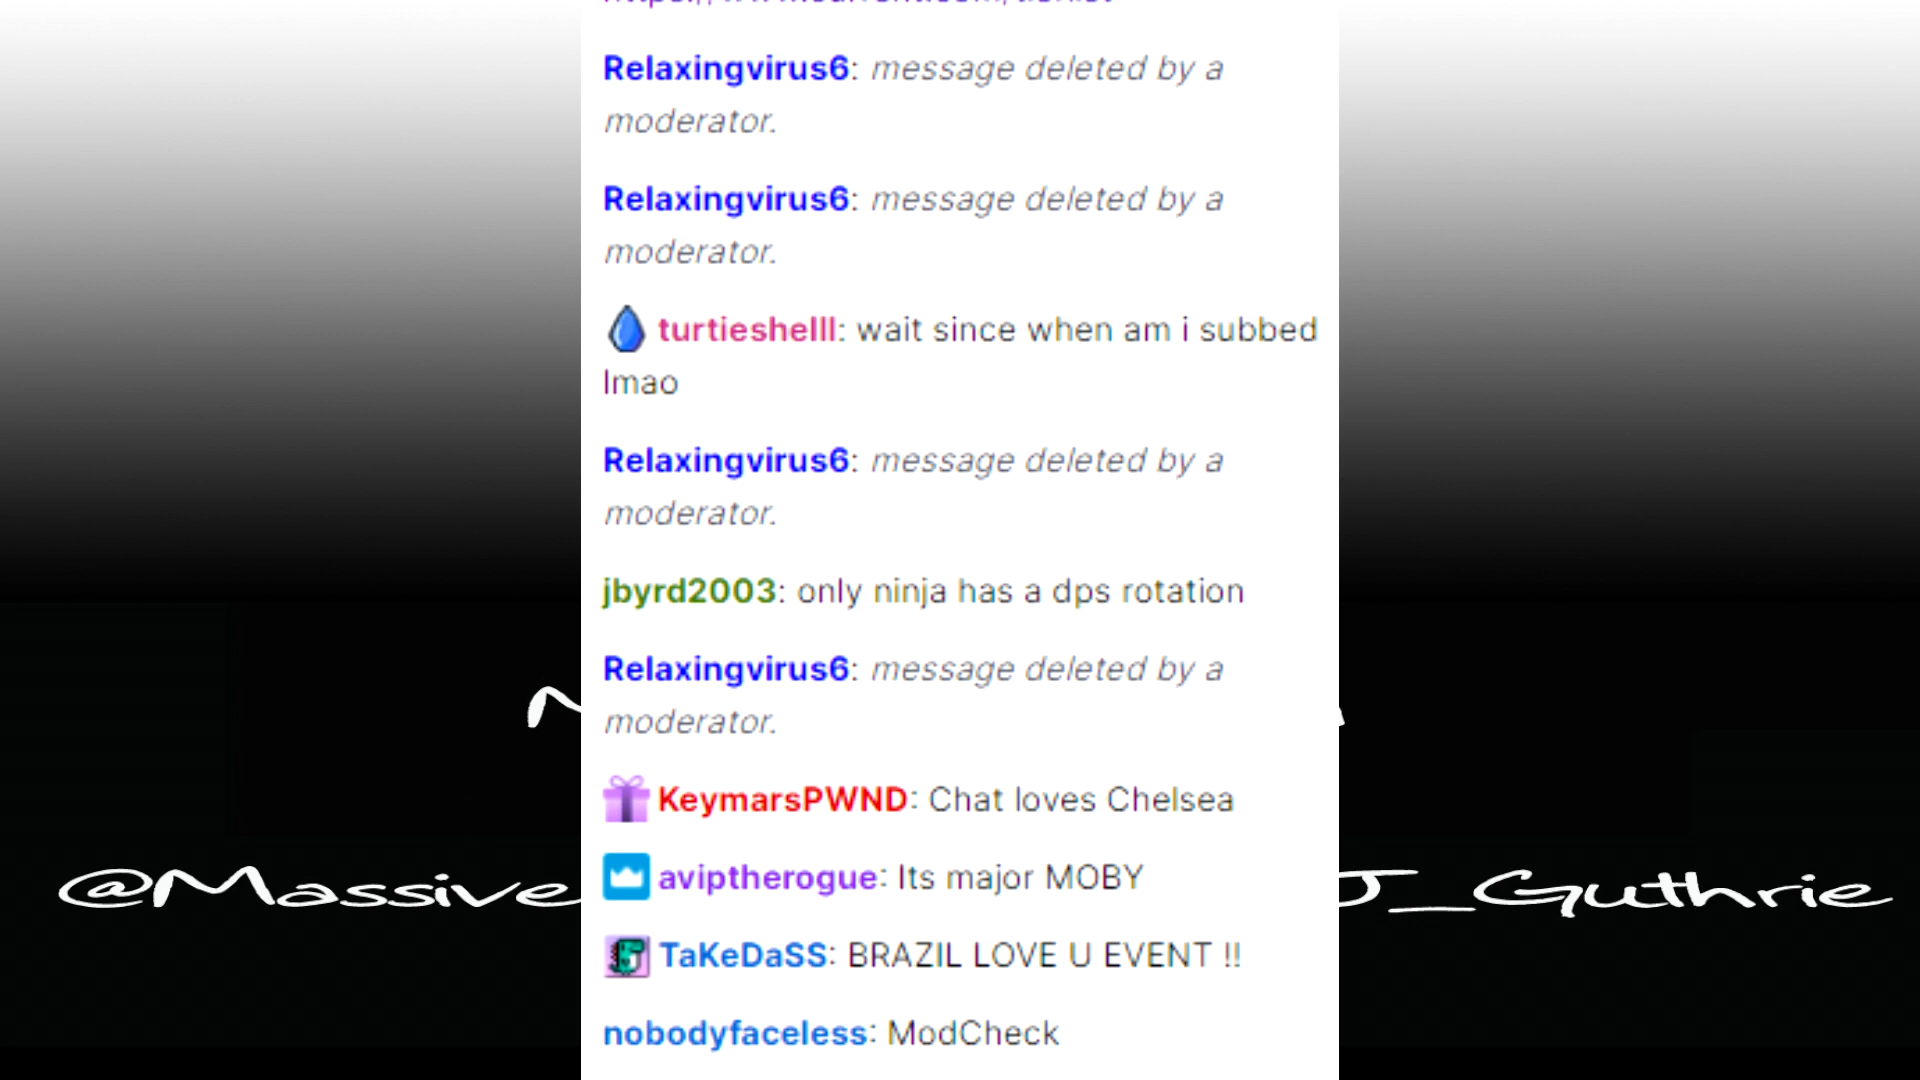 Relaxingvirus6: message deleted by a
moderator.
Relaxingvirus6: message deleted by a
moderator.
turtieshelll: wait since when am i subbed
lmao
Relaxingvirus6: message deleted by a
moderator.
jbyrd2003: only ninja has a dps rotation
Relaxingvirus6: message deleted by a
moderator.
KeymarsPWND: Chat loves Chelsea
aviptherogue: Its major MOBY
@Massive J_Guthrie
TaKeDaSS: BRAZIL LOVE U EVENT !!
nobodyfaceless: ModCheck